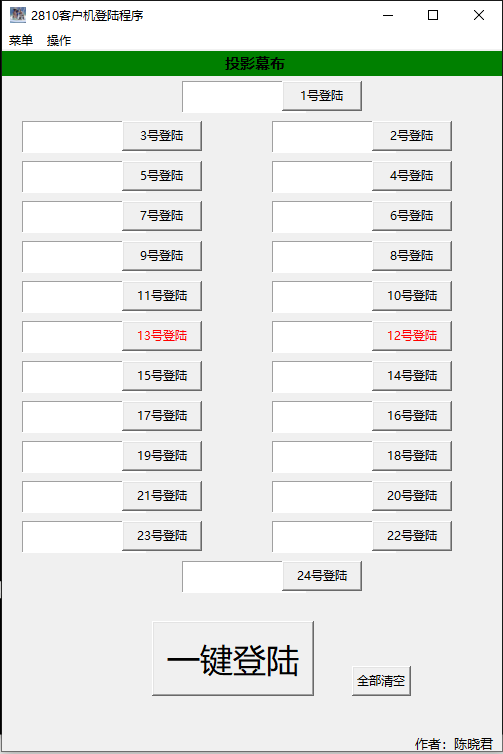 2810客户机登陆程序
菜单 操作
投影幕布
1号登陆
3号登陆 2号登陆
5号登陆 4号登陆
7号登陆 6号登陆
9号登陆 8号登陆
11号登陆 10号登陆
13号登陆 12号登陆
15号登陆 14号登陆
17号登陆 16号登陆
19号登陆 18号登陆
21号登陆 20号登陆
23号登陆 22号登陆
24号登陆
一键登陆
全部清空
作者：陈晓君